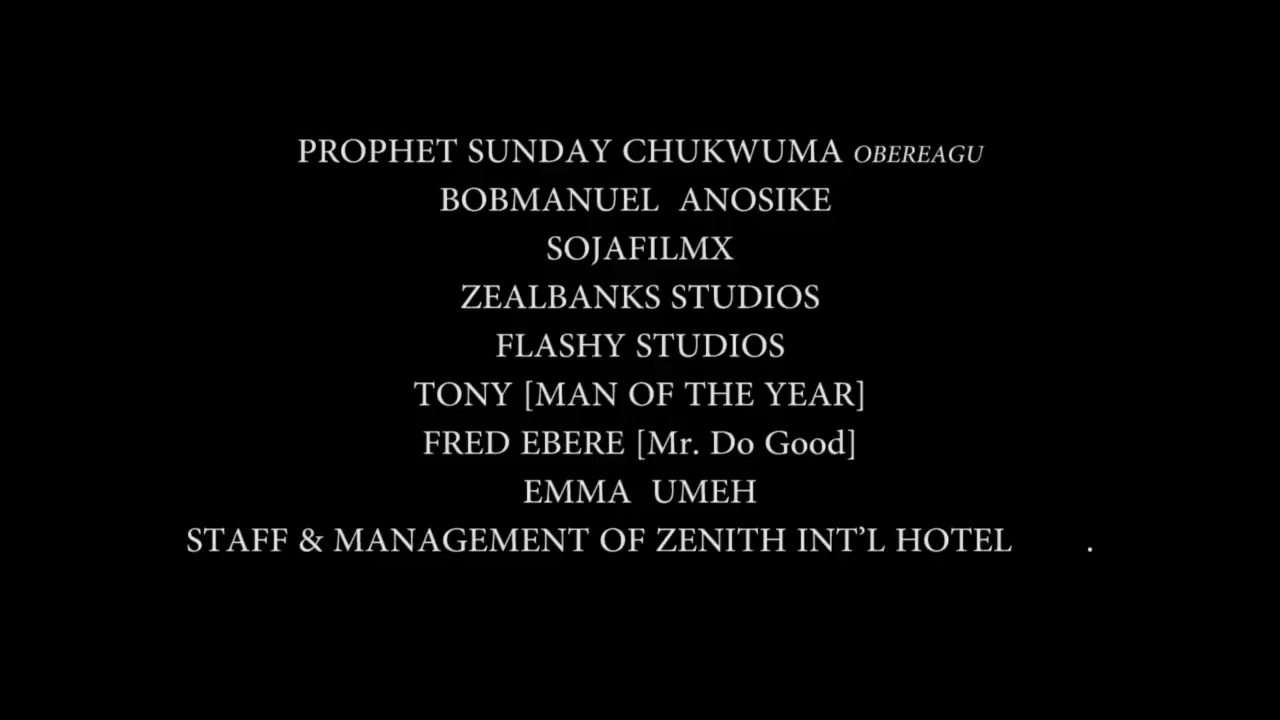 PROPHET SUNDAY CHUKWUMA OBEREAGU
BOBMANUEL  ANOSIKE
SOJAFILMX
ZEALBANKS STUDIOS
FLASHY STUDIOS
TONY [MAN OF THE YEAR]
FRED EBERE [Mr. Do Good]
EMMA  UMEH
STAFF & MANAGEMENT OF ZENITH INT’L HOTEL        .